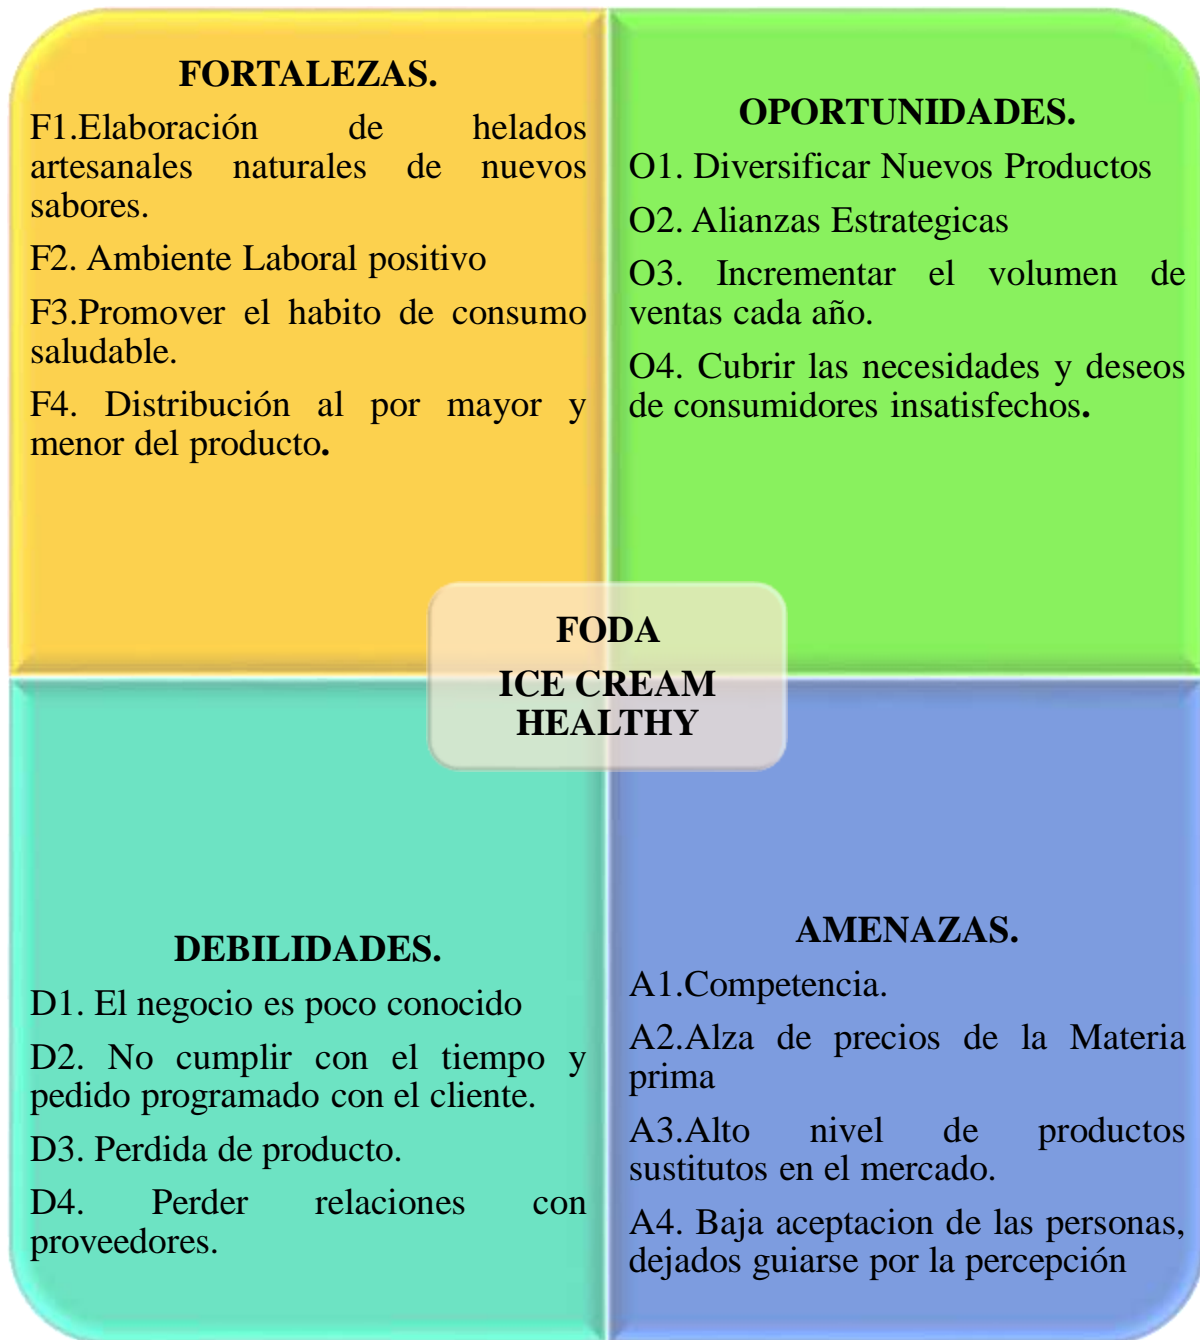 FORTALEZAS.
F1.Elaboración de helados
artesanales naturales de nuevos
sabores.
F2. Ambiente Laboral positivo
F3.Promover el habito de consumo
saludable.
F4. Distribución al por mayor y
menor del producto.
OPORTUNIDADES.
O1. Diversificar Nuevos Productos
O2. Alianzas Estrategicas
O3. Incrementar el volumen de
ventas cada año.
O4. Cubrir las necesidades y deseos
de consumidores insatisfechos.
FODA
ICE CREAM
HEALTHY
DEBILIDADES.
D1. El negocio es poco conocido
D2. No cumplir con el tiempo y
pedido programado con el cliente.
D3. Perdida de producto.
D4. Perder relaciones con
proveedores.
AMENAZAS.
A1.Competencia.
A2.Alza de precios de la Materia
prima
A3.Alto nivel de productos
sustitutos en el mercado.
A4. Baja aceptacion de las personas,
dejados guiarse por la percepción